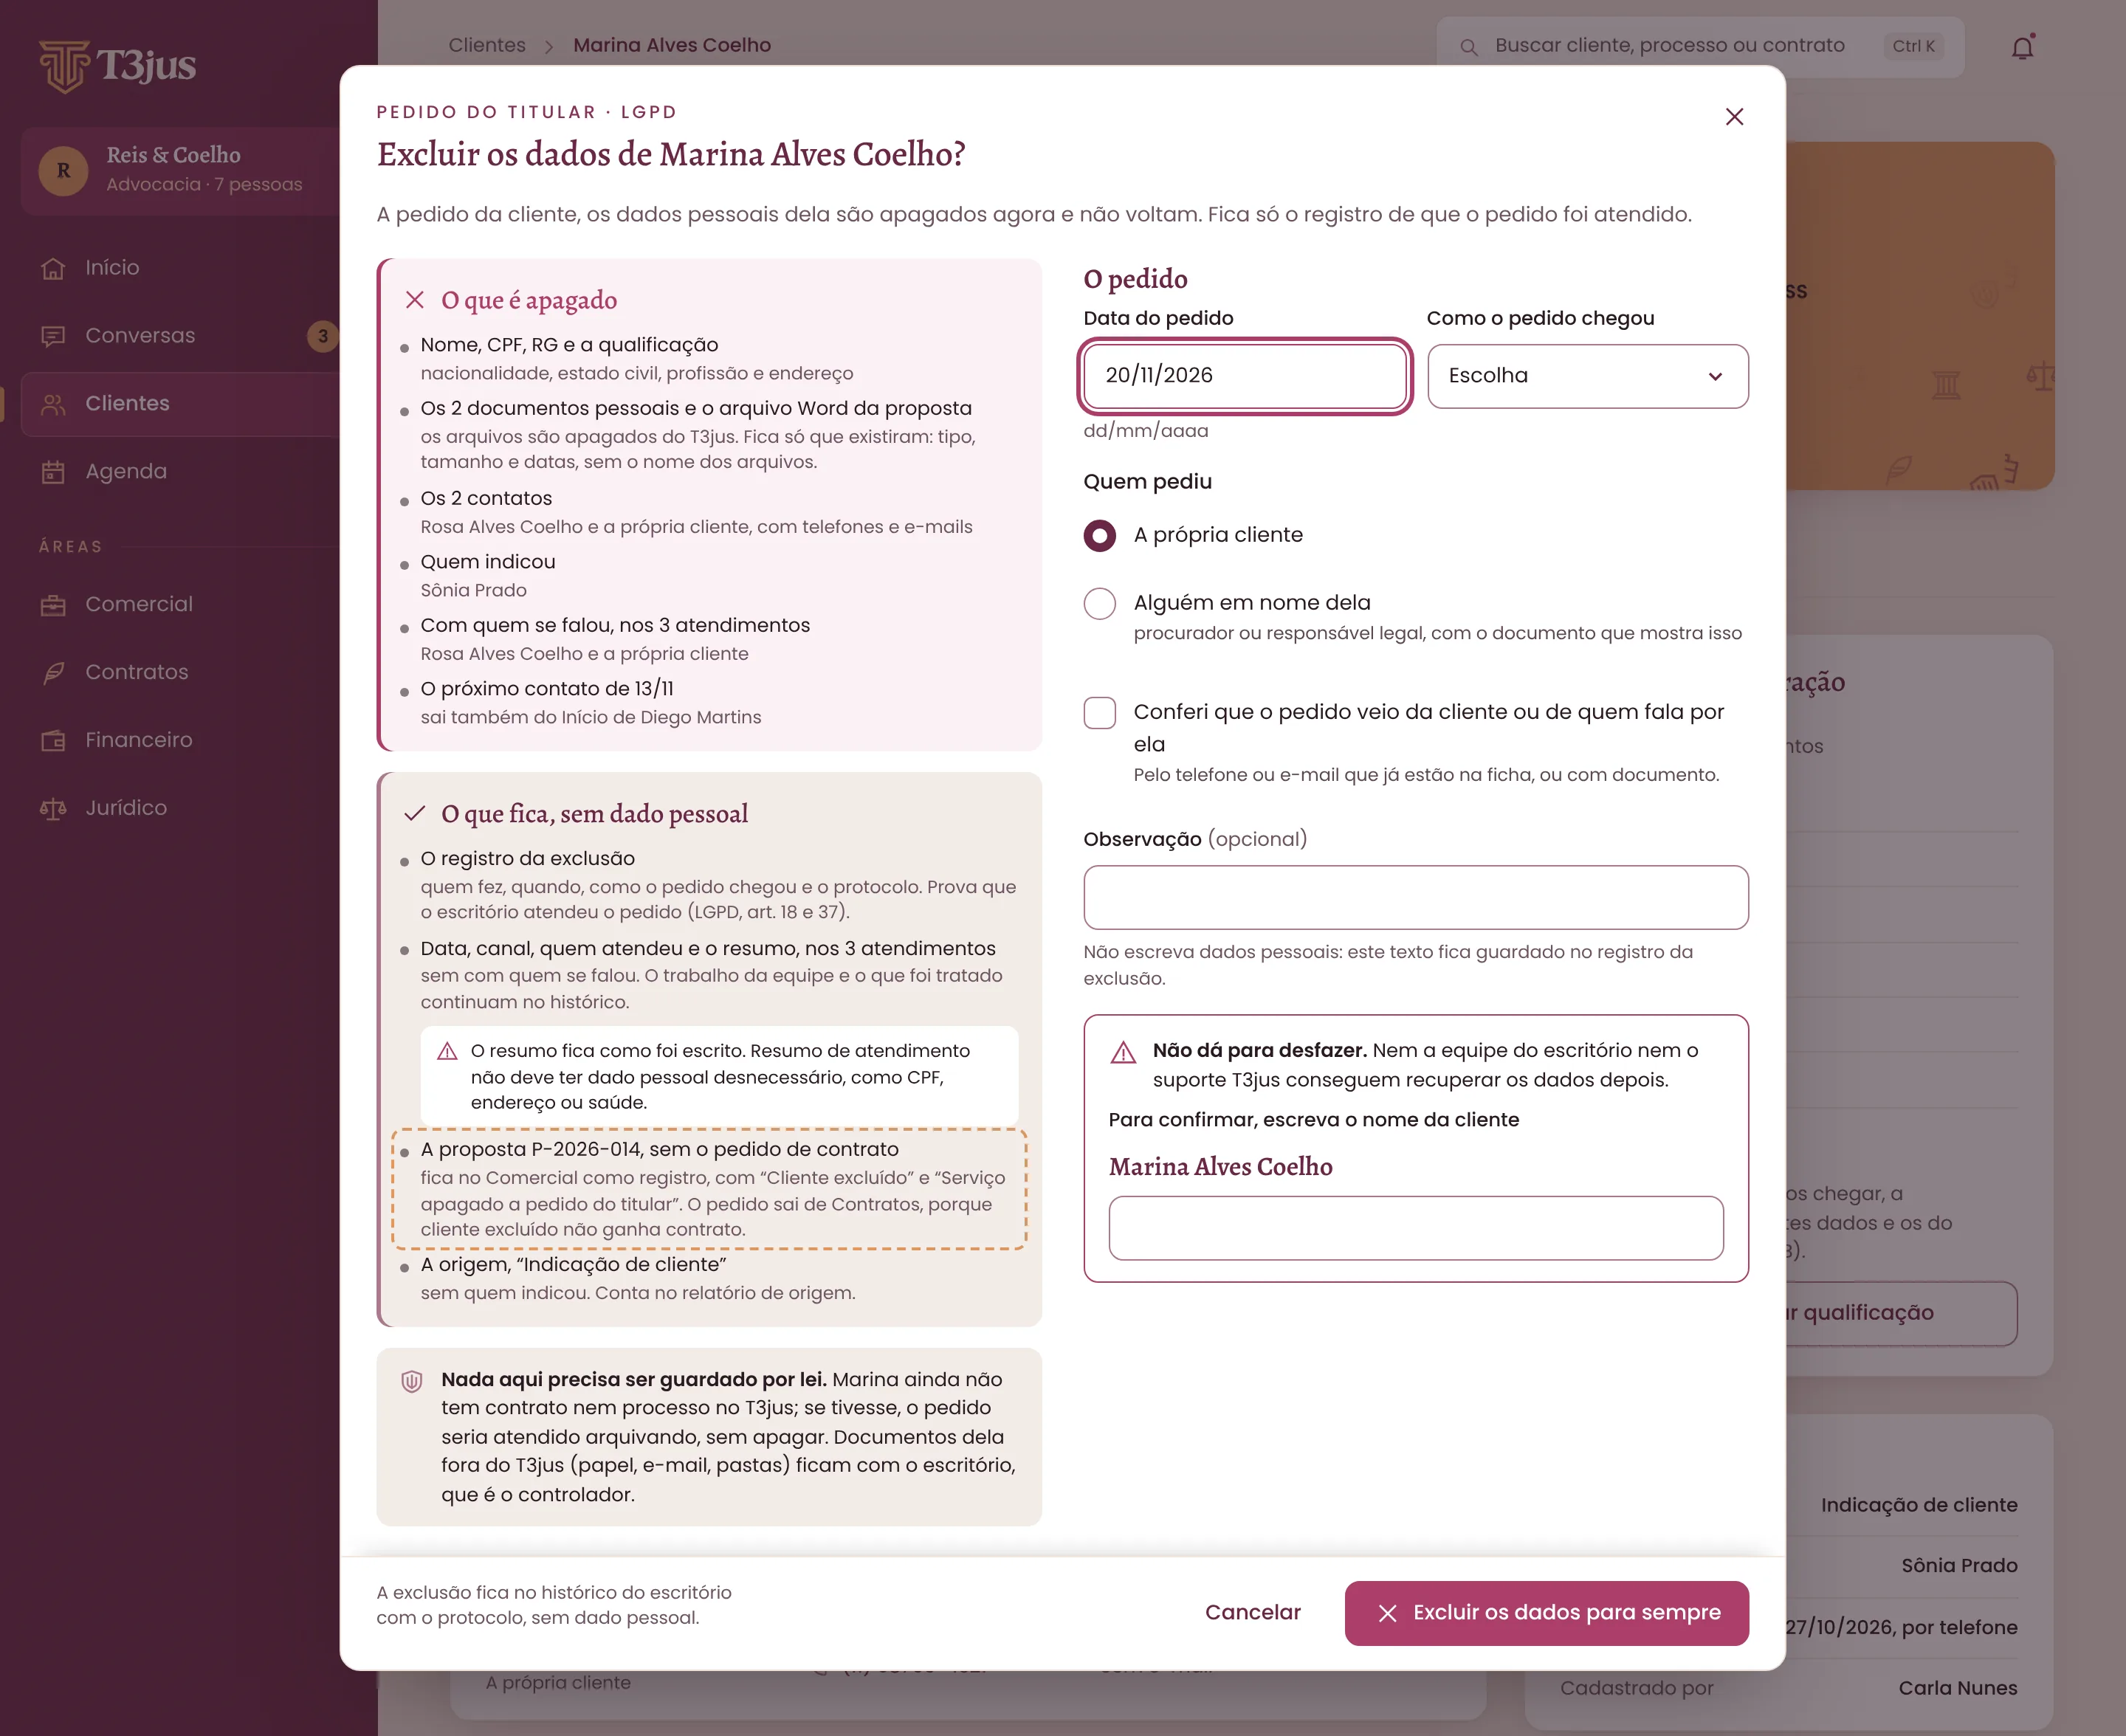 T3jus
R
Reis & Coelho
Advocacia · 7 pessoas
Início
Conversas
3
Clientes
Agenda
ÁREAS
Comercial
Contratos
Financeiro
Jurídico
Clientes
Marina Alves Coelho
Buscar cliente, processo ou contrato
Ctrl K
PEDIDO DO TITULAR · LGPD
Excluir os dados de Marina Alves Coelho?
A pedido da cliente, os dados pessoais dela são apagados agora e não voltam. Fica só o registro de que o pedido foi atendido.
O que é apagado
Nome, CPF, RG e a qualificação
nacionalidade, estado civil, profissão e endereço
Os 2 documentos pessoais e o arquivo Word da proposta
os arquivos são apagados do T3jus. Fica só que existiram: tipo,
tamanho e datas, sem o nome dos arquivos.
Os 2 contatos
Rosa Alves Coelho e a própria cliente, com telefones e e-mails
Quem indicou
Sônia Prado
Com quem se falou, nos 3 atendimentos
Rosa Alves Coelho e a própria cliente
O próximo contato de 13/11
sai também do Início de Diego Martins
O que fica, sem dado pessoal
O registro da exclusão
quem fez, quando, como o pedido chegou e o protocolo. Prova que
o escritório atendeu o pedido (LGPD, art. 18 e 37).
Data, canal, quem atendeu e o resumo, nos 3 atendimentos
sem com quem se falou. O trabalho da equipe e o que foi tratado
continuam no histórico.
O resumo fica como foi escrito. Resumo de atendimento
não deve ter dado pessoal desnecessário, como CPF,
endereço ou saúde.
A proposta P-2026-014, sem o pedido de contrato
fica no Comercial como registro, com “Cliente excluído” e “Serviço
apagado a pedido do titular”. O pedido sai de Contratos, porque
cliente excluído não ganha contrato.
A origem, “Indicação de cliente”
sem quem indicou. Conta no relatório de origem.
Nada aqui precisa ser guardado por lei. Marina ainda não
tem contrato nem processo no T3jus; se tivesse, o pedido
seria atendido arquivando, sem apagar. Documentos dela
fora do T3jus (papel, e-mail, pastas) ficam com o escritório,
que é o controlador.
O pedido
Data do pedido
20/11/2026
dd/mm/aaaa
Como o pedido chegou
Escolha
Quem pediu
A própria cliente
Alguém em nome dela
procurador ou responsável legal, com o documento que mostra isso
Conferi que o pedido veio da cliente ou de quem fala por
ela
Pelo telefone ou e-mail que já estão na ficha, ou com documento.
Observação (opcional)
Não escreva dados pessoais: este texto fica guardado no registro da
exclusão.
Não dá para desfazer. Nem a equipe do escritório nem o
suporte T3jus conseguem recuperar os dados depois.
Para confirmar, escreva o nome da cliente
Marina Alves Coelho
A exclusão fica no histórico do escritório
com o protocolo, sem dado pessoal.
Cancelar
Excluir os dados para sempre
ss
ração
ntos
os chegar, a
tes dados e os do
3).
ar qualificação
Indicação de cliente
Sônia Prado
27/10/2026, por telefone
Cadastrado por
Carla Nunes
A própria cliente